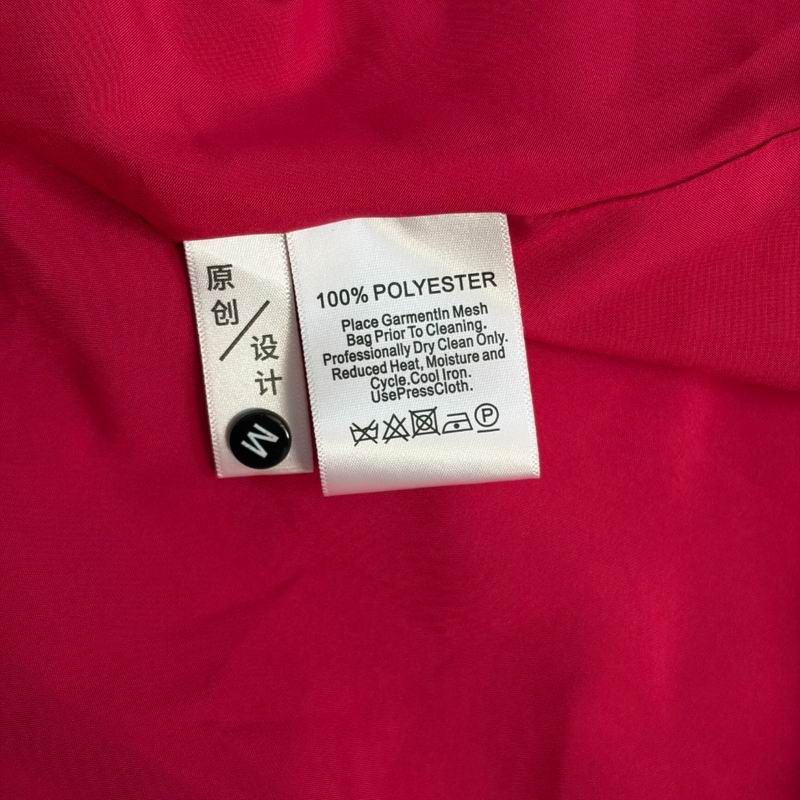 原
创
设
计
M
100% POLYESTER
Place GarmentIn Mesh
Bag Prior To Cleaning.
Professionally Dry Clean Only.
Reduced Heat, Moisture and
Cycle.Cool Iron.
UsePressCloth.
P